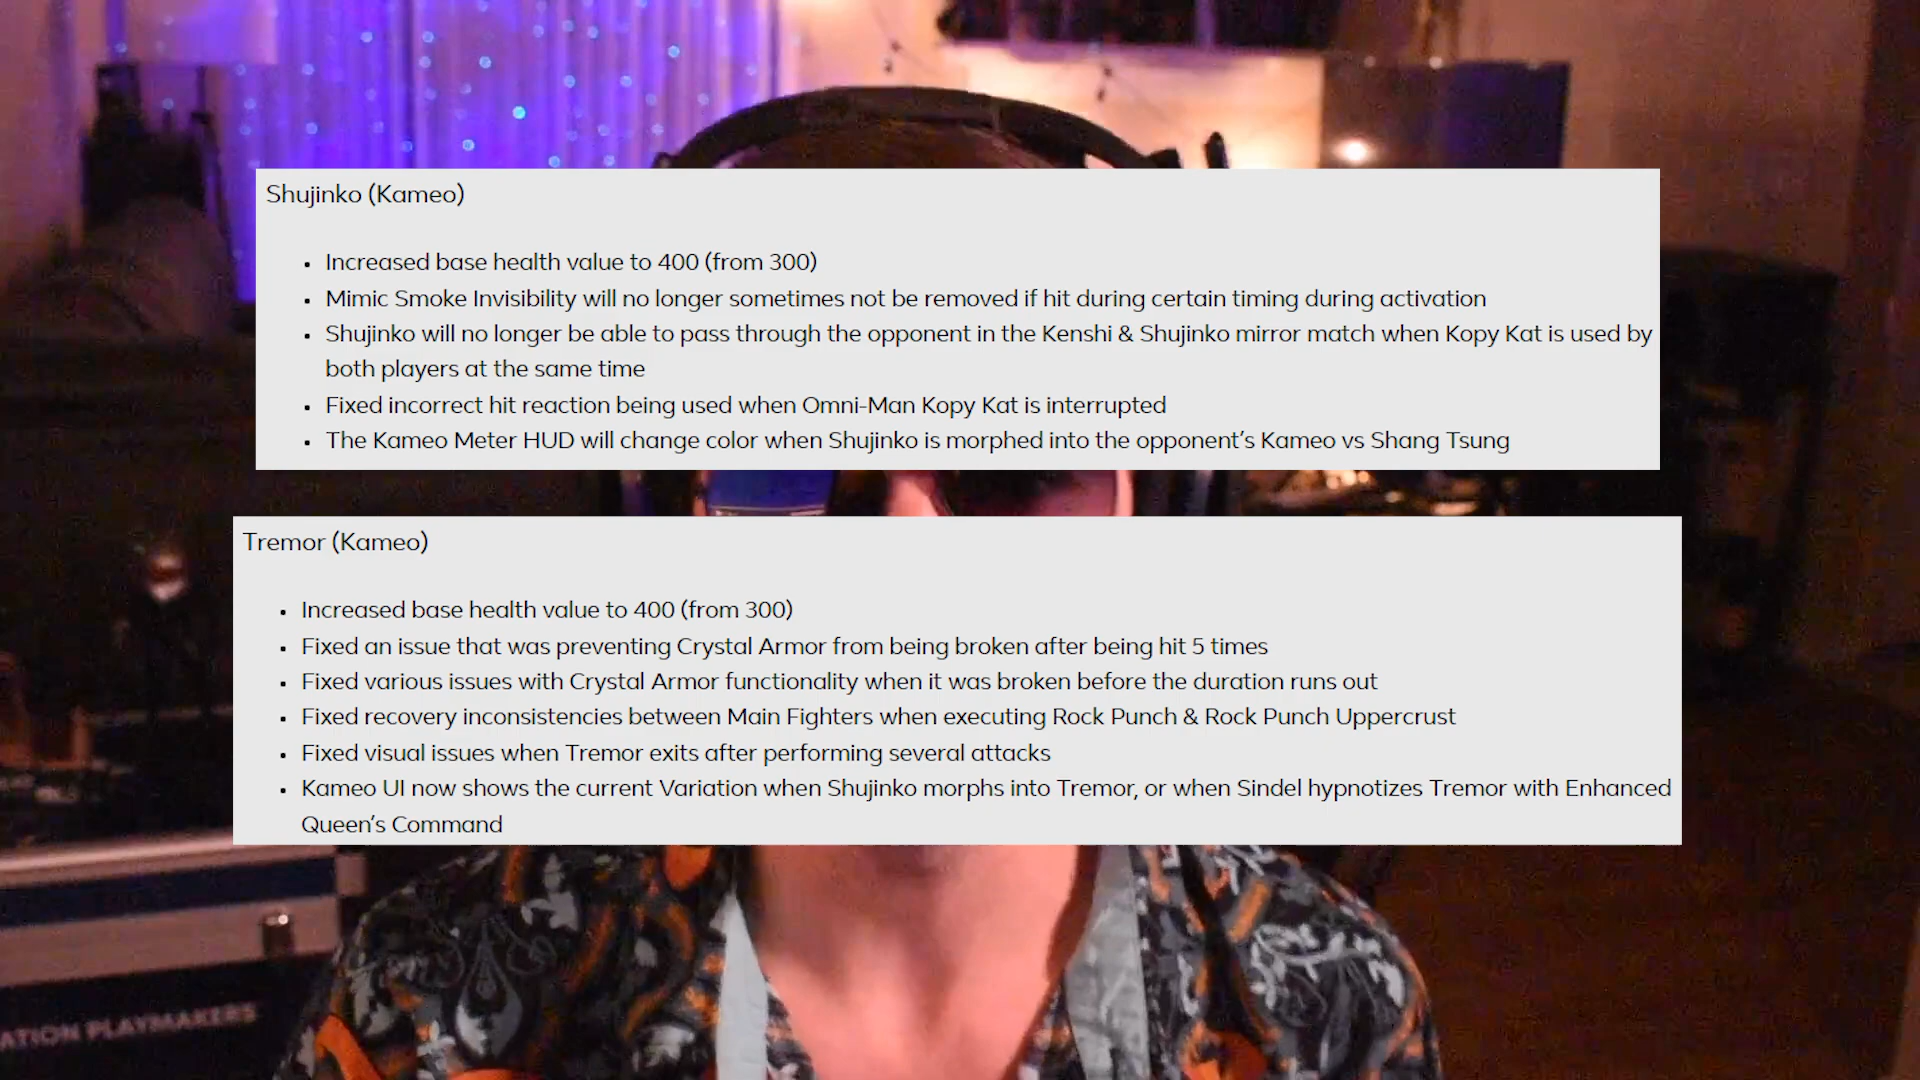 Shujinko (Kameo)
• Increased base health value to 400 (from 300)
• Mimic Smoke Invisibility will no longer sometimes not be removed if hit during certain timing during activation
• Shujinko will no longer be able to pass through the opponent in the Kenshi & Shujinko mirror match when Kopy Kat is used by
both players at the same time
• Fixed incorrect hit reaction being used when Omni-Man Kopy Kat is interrupted
• The Kameo Meter HUD will change color when Shujinko is morphed into the opponent’s Kameo vs Shang Tsung
Tremor (Kameo)
• Increased base health value to 400 (from 300)
• Fixed an issue that was preventing Crystal Armor from being broken after being hit 5 times
• Fixed various issues with Crystal Armor functionality when it was broken before the duration runs out
• Fixed recovery inconsistencies between Main Fighters when executing Rock Punch & Rock Punch Uppercrust
• Fixed visual issues when Tremor exits after performing several attacks
• Kameo UI now shows the current Variation when Shujinko morphs into Tremor, or when Sindel hypnotizes Tremor with Enhanced
Queen’s Command
ATION PLAYMAKERS